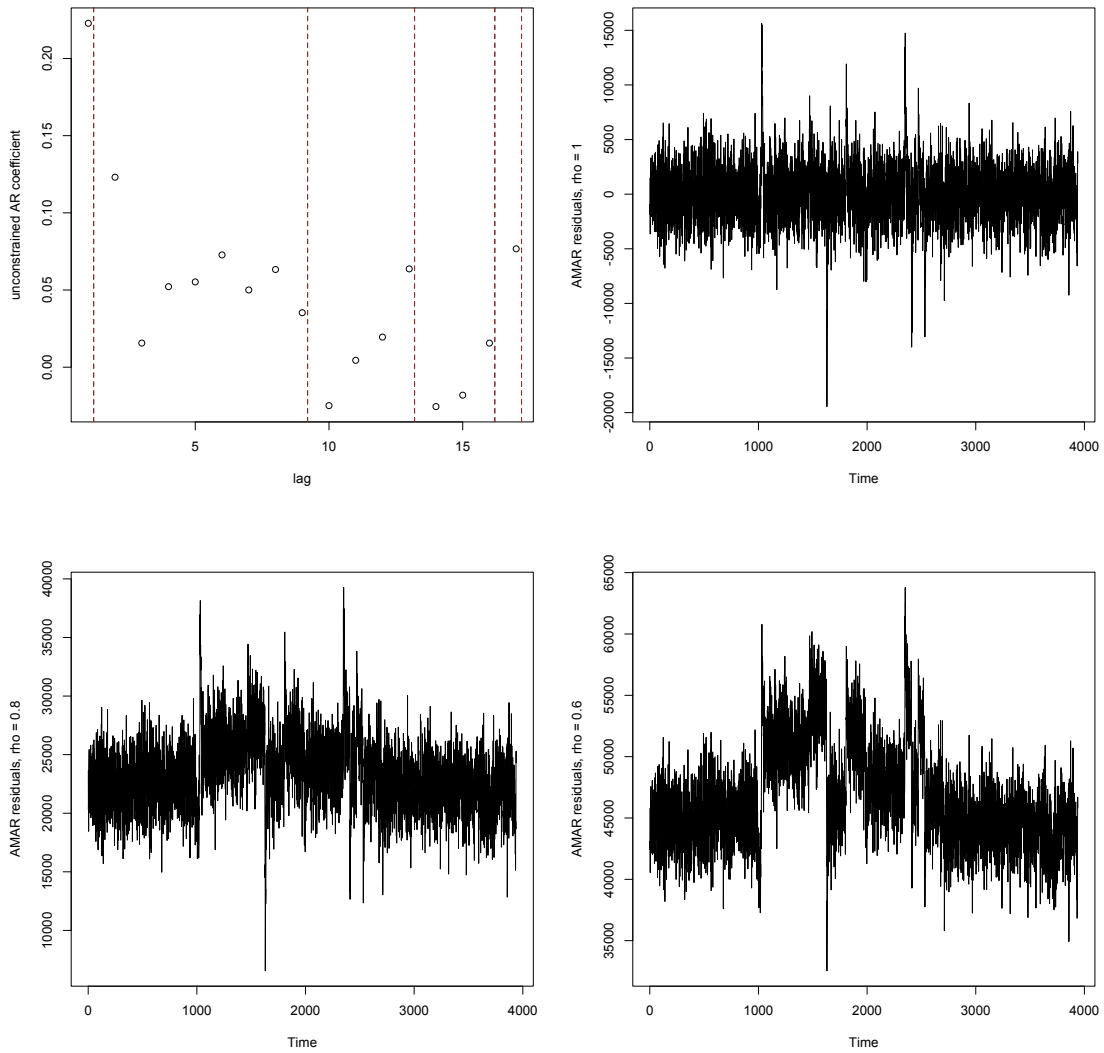 0.00 0.05 0.10 0.15 0.20
unconstrained AR coefficient
5 10 15
lag
-20000 -15000 -10000 -5000 0 5000 10000 15000
AMAR residuals, rho = 1
0 1000 2000 3000 4000
Time
10000 15000 20000 25000 30000 35000 40000
AMAR residuals, rho = 0.8
0 1000 2000 3000 4000
Time
35000 40000 45000 50000 55000 60000 65000
AMAR residuals, rho = 0.6
0 1000 2000 3000 4000
Time